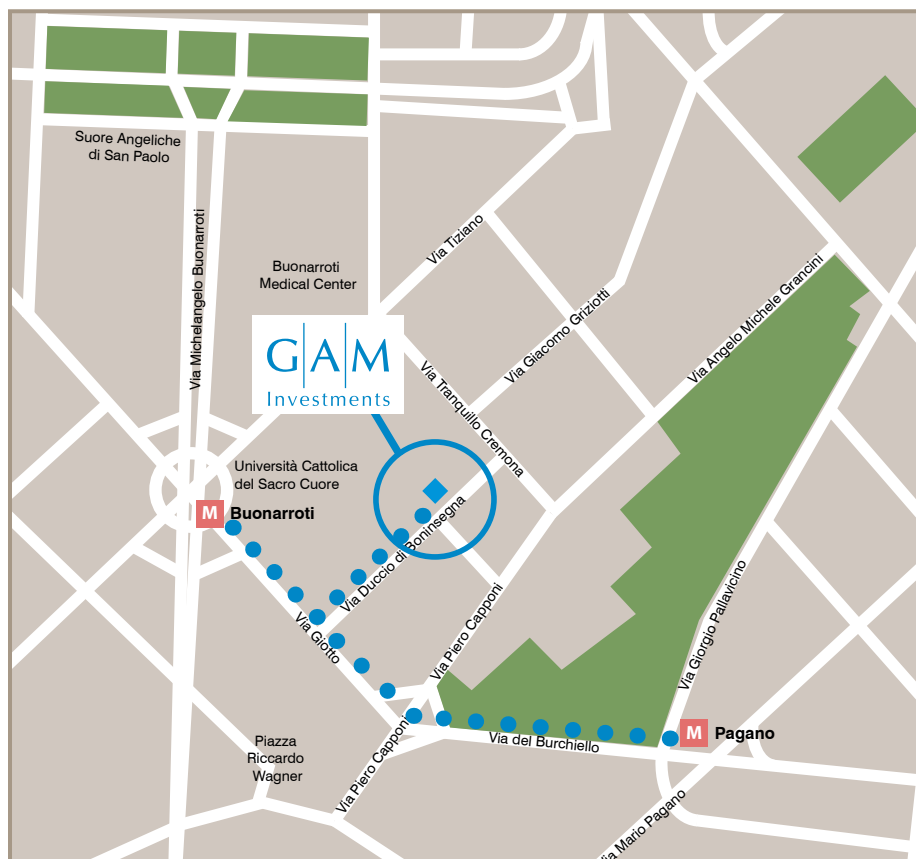 Suore Angeliche
di San Paolo
Via Michelangelo Buonarroti
Via Tiziano
Buonarroti
Medical Center
Via Giacomo Griziotti
Via Angelo Michele Grancini
GAM
Investments
Via Tranquillo Cremona
Università Cattolica
del Sacro Cuore
M Buonarroti
Via Duccio di Boninsegna
Via Giotto
Via Piero Capponi
Via Giorgio Pallavicino
M Pagano
Via del Burchiello
Piazza
Riccardo
Wagner
Via Piero Capponi
Via Mario Pagano